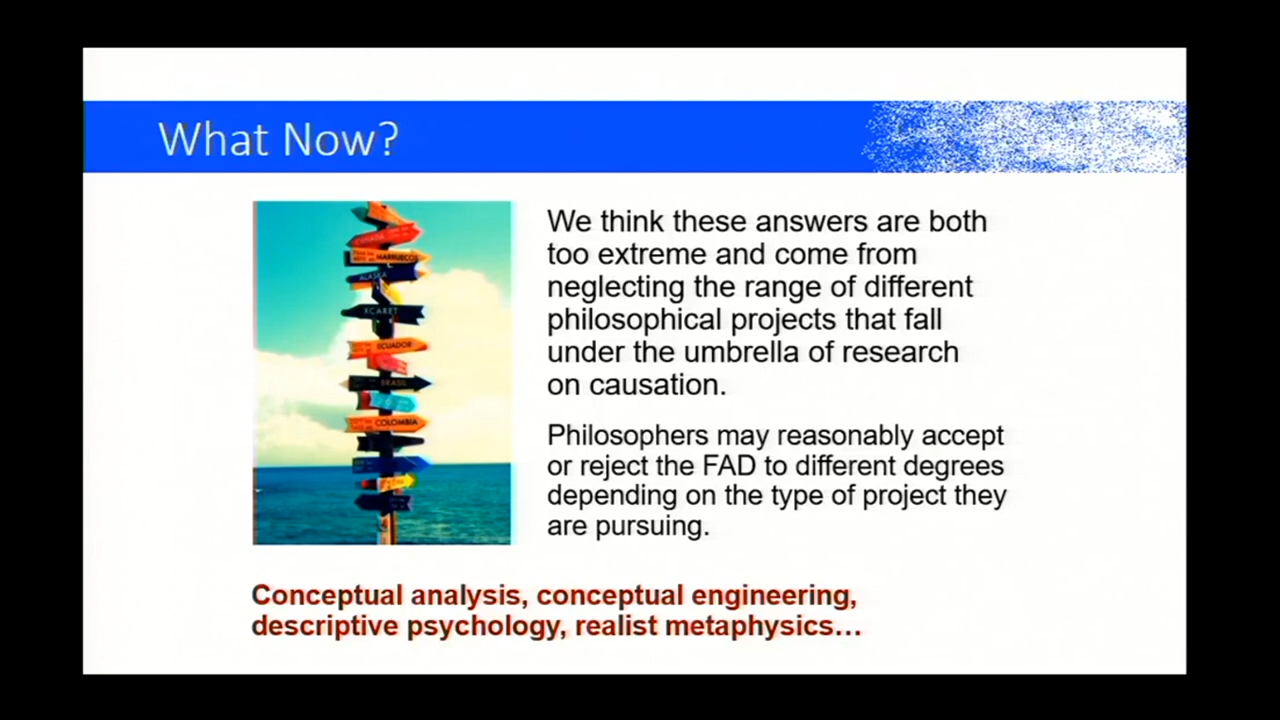 What Now?
CANADA
MARRUECOS
ALASKA
XCARET
ECUADOR
BRASIL
COLOMBIA
We think these answers are both
too extreme and come from
neglecting the range of different
philosophical projects that fall
under the umbrella of research
on causation.
Philosophers may reasonably accept
or reject the FAD to different degrees
depending on the type of project they
are pursuing.
Conceptual analysis, conceptual engineering,
descriptive psychology, realist metaphysics…